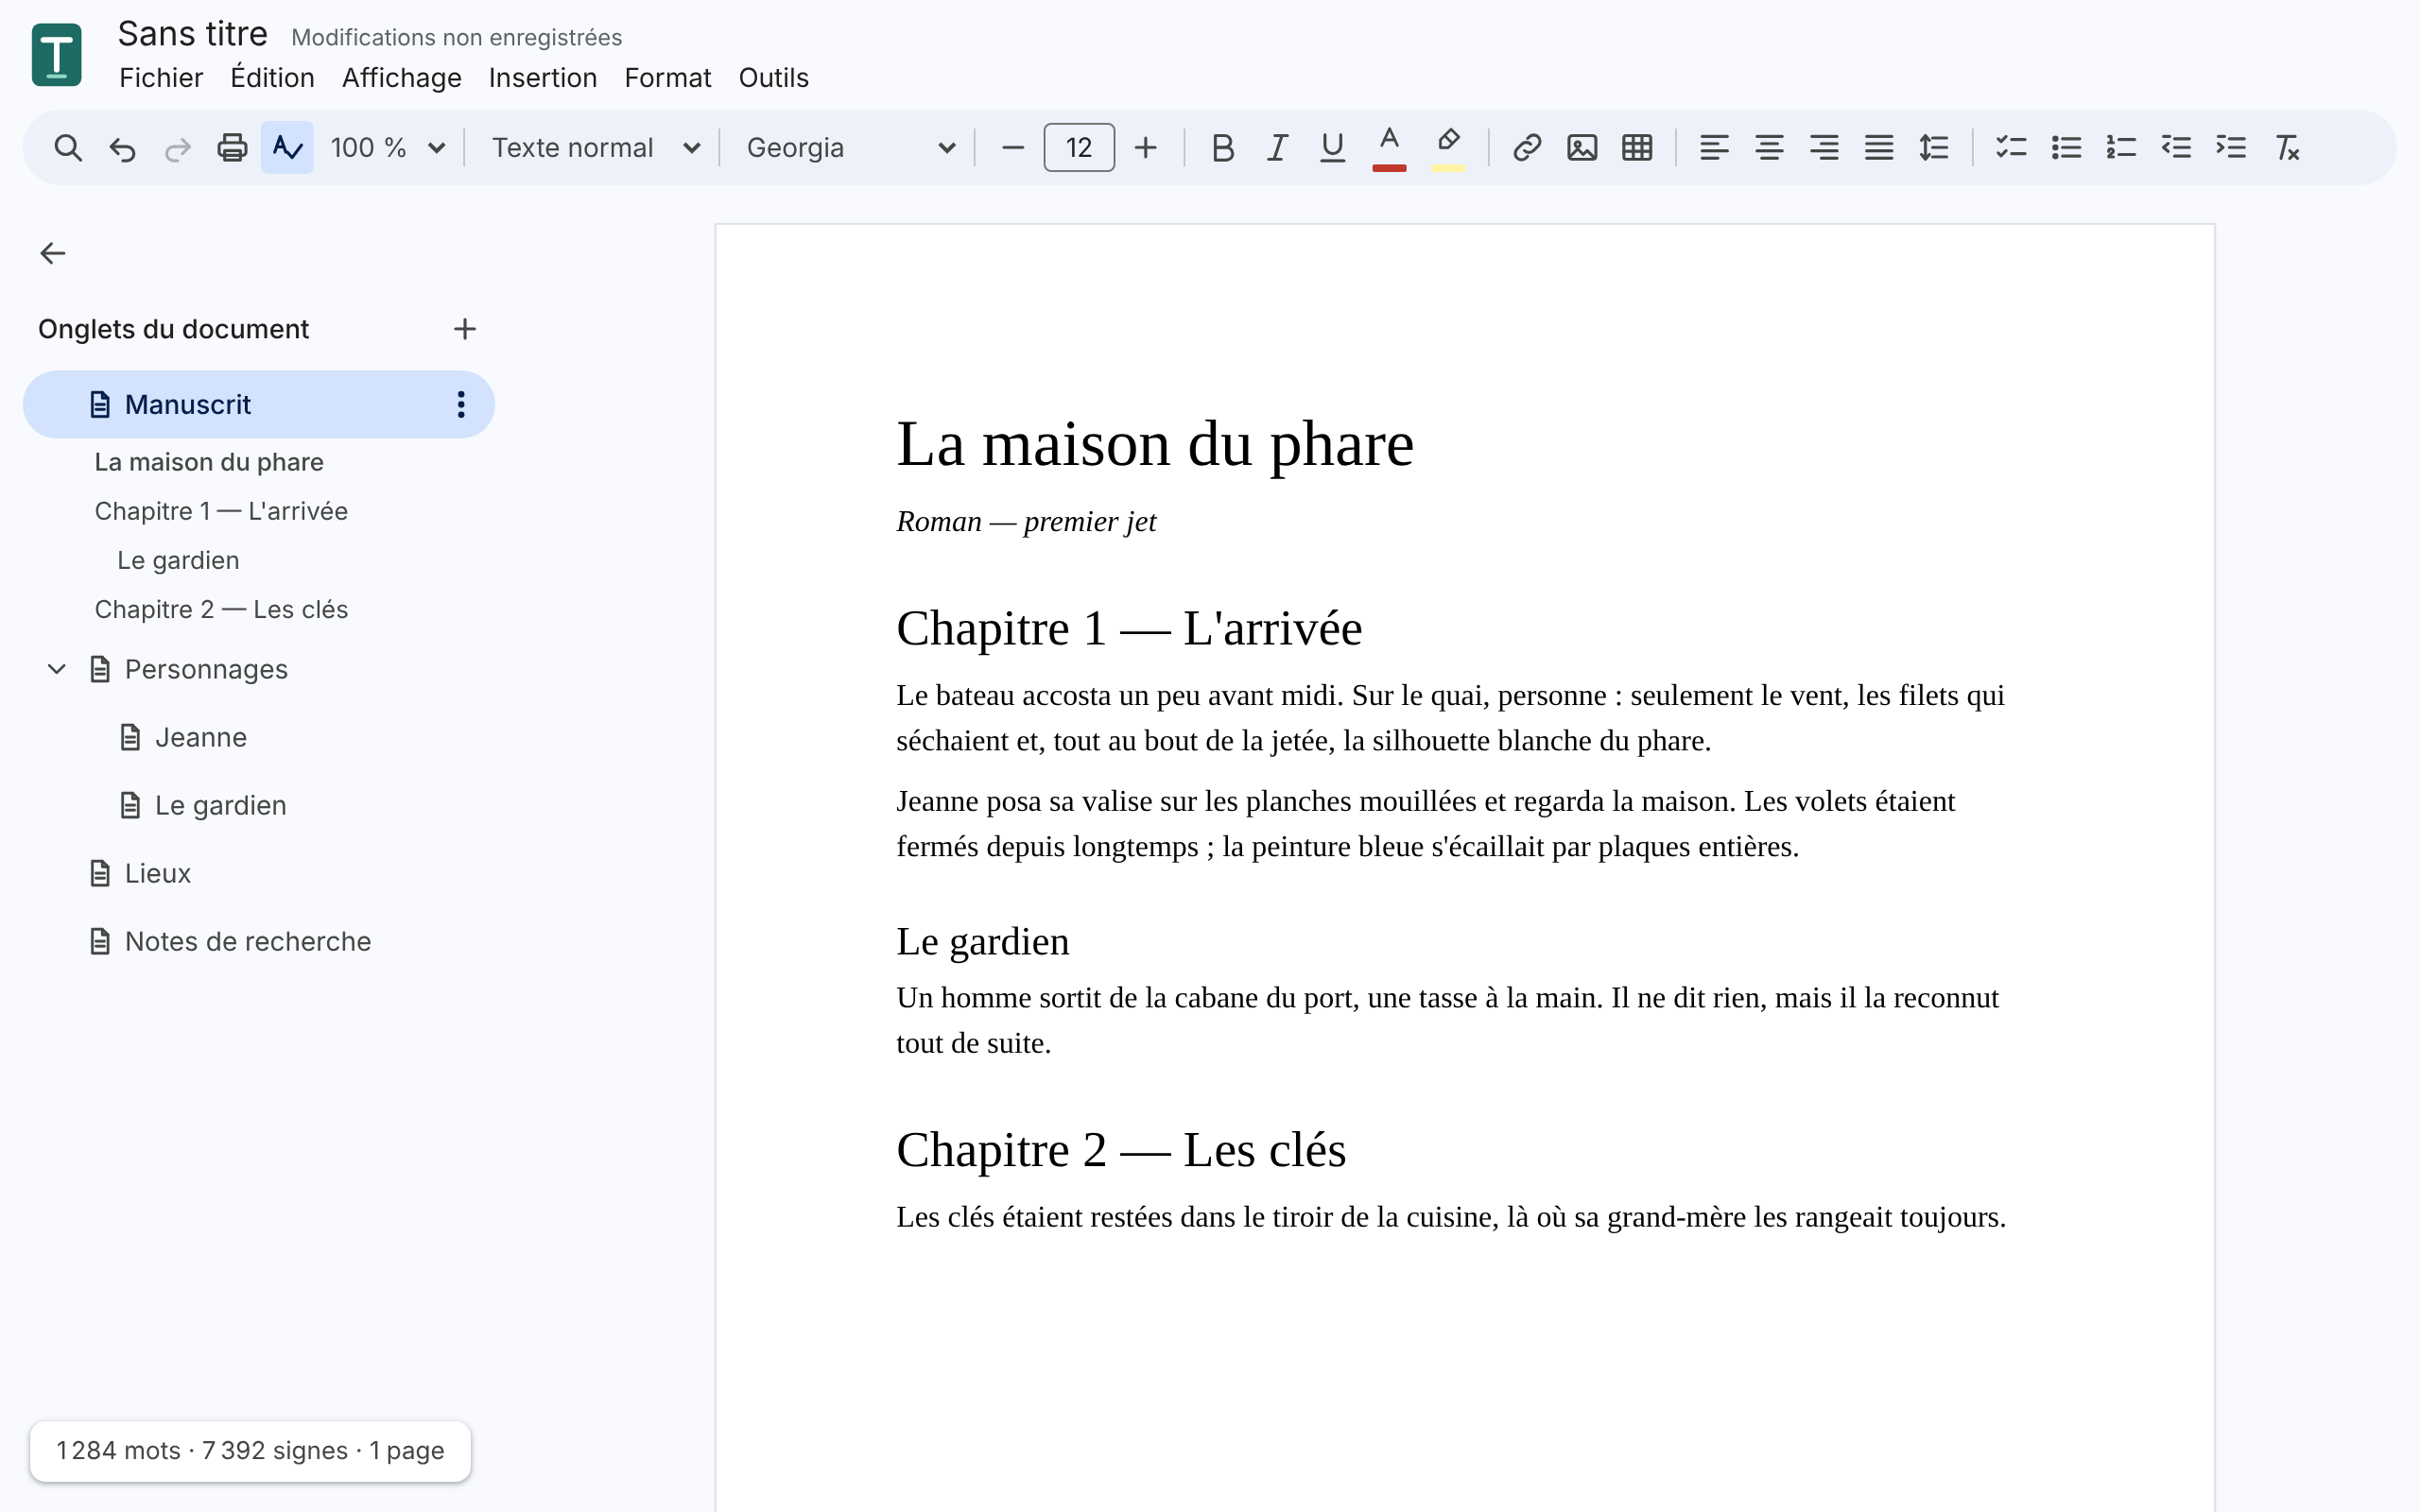 Sans titre Modifications non enregistrées
Fichier Édition Affichage Insertion Format Outils
100 % Texte normal Georgia 12
Onglets du document
Manuscrit
La maison du phare
Chapitre 1 — L'arrivée
Le gardien
Chapitre 2 — Les clés
Personnages
Jeanne
Le gardien
Lieux
Notes de recherche
1 284 mots · 7 392 signes · 1 page
La maison du phare
Roman — premier jet
Chapitre 1 — L'arrivée
Le bateau accosta un peu avant midi. Sur le quai, personne : seulement le vent, les filets qui
séchaient et, tout au bout de la jetée, la silhouette blanche du phare.
Jeanne posa sa valise sur les planches mouillées et regarda la maison. Les volets étaient
fermés depuis longtemps ; la peinture bleue s'écaillait par plaques entières.
Le gardien
Un homme sortit de la cabane du port, une tasse à la main. Il ne dit rien, mais il la reconnut
tout de suite.
Chapitre 2 — Les clés
Les clés étaient restées dans le tiroir de la cuisine, là où sa grand-mère les rangeait toujours.